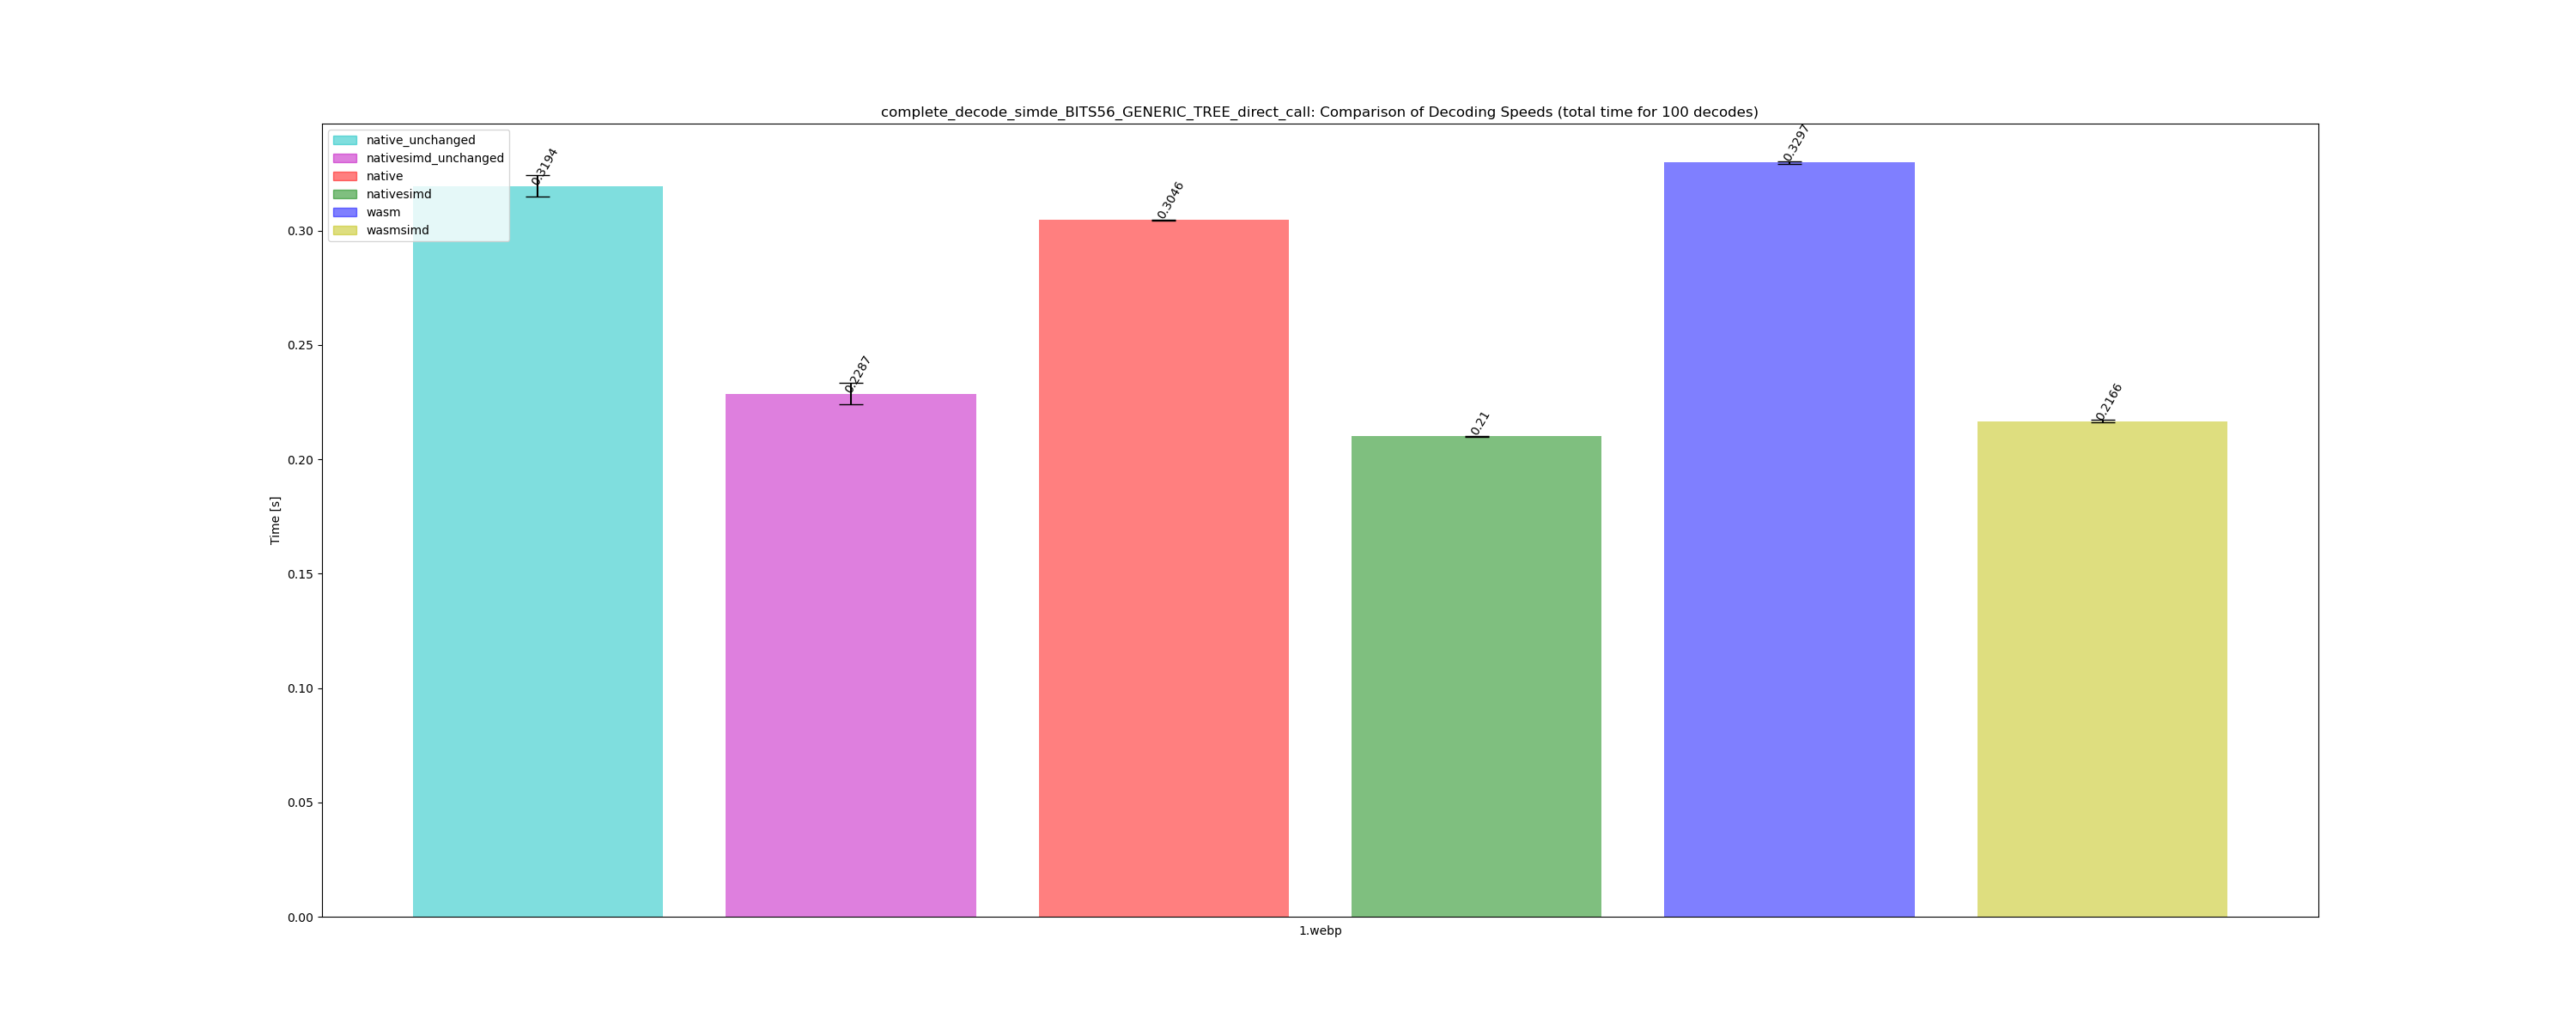 complete_decode_simde_BITS56_GENERIC_TREE_direct_call: Comparison of Decoding Speeds (total time for 100 decodes)
native_unchanged
nativesimd_unchanged
native
nativesimd
wasm
wasmsimd
0.3194
0.2287
0.3046
0.21
0.3297
0.2166
Time [s]
0.30
0.25
0.20
0.15
0.10
0.05
0.00
1.webp